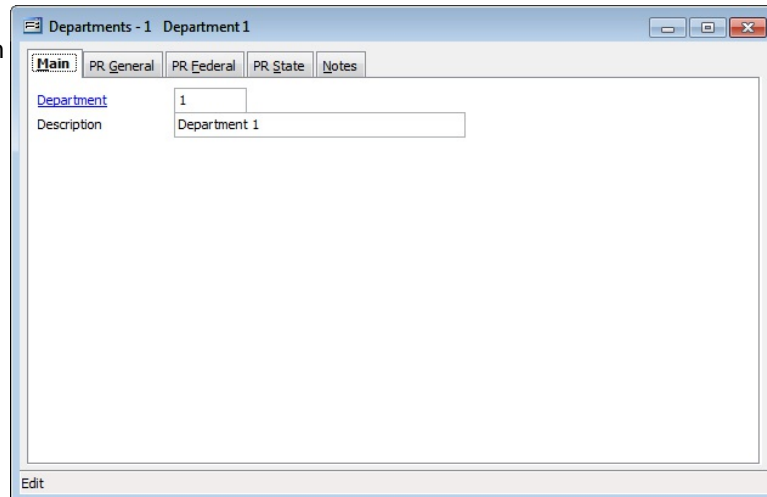 Departments - 1 Department 1
Main PR General PR Federal PR State Notes
Department 1
Description Department 1
Edit